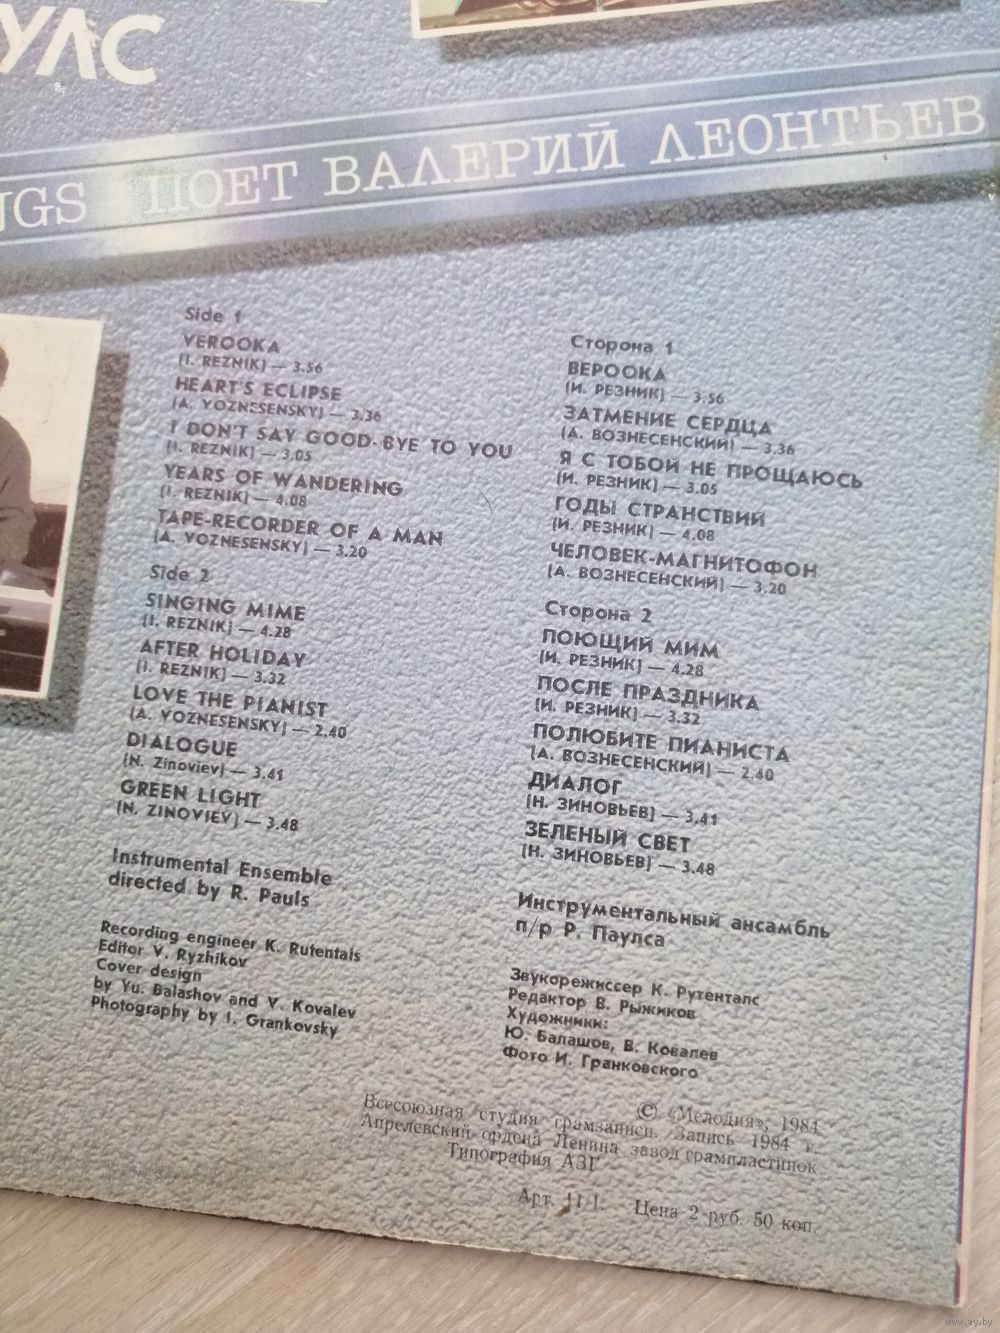 УЛС
NGS ПОЕТ ВАЛЕРИЙ ЛЕОНТЬЕВ
Side 1
VEROOKA
(I. REZNIK) — 3.56
HEART'S ECLIPSE
(A. VOZNESENSKY) — 3.36
I DON'T SAY GOOD-BYE TO YOU
(I. REZNIK) — 3.05
YEARS OF WANDERING
(I. REZNIK) — 4.08
TAPE-RECORDER OF A MAN
(A. VOZNESENSKY) — 3.20
Side 2
SINGING MIME
(I. REZNIK) — 4.28
AFTER HOLIDAY
(I. REZNIK) — 3.32
LOVE THE PIANIST
(A. VOZNESENSKY) — 2.40
DIALOGUE
(N. Zinoviev) — 3.41
GREEN LIGHT
(N. ZINOVIEV) — 3.48
Instrumental Ensemble
directed by R. Pauls
Recording engineer K. Rutentals
Editor V. Ryzhikov
Cover design
by Yu. Balashov and V. Kovalev
Photography by I. Grankovsky
Сторона 1
ВЕРООКА
(И. РЕЗНИК) — 3.56
ЗАТМЕНИЕ СЕРДЦА
(А. ВОЗНЕСЕНСКИЙ) — 3.36
Я С ТОБОЙ НЕ ПРОЩАЮСЬ
(И. РЕЗНИК) — 3.05
ГОДЫ СТРАНСТВИЙ
(И. РЕЗНИК) — 4.08
ЧЕЛОВЕК-МАГНИТОФОН
(А. ВОЗНЕСЕНСКИЙ) — 3.20
Сторона 2
ПОЮЩИЙ МИМ
(И. РЕЗНИК) — 4.28
ПОСЛЕ ПРАЗДНИКА
(И. РЕЗНИК) — 3.32
ПОЛЮБИТЕ ПИАНИСТА
(А. ВОЗНЕСЕНСКИЙ) — 2.40
ДИАЛОГ
(Н. ЗИНОВЬЕВ) — 3.41
ЗЕЛЕНЫЙ СВЕТ
(Н. ЗИНОВЬЕВ) — 3.48
Инструментальный ансамбль
п/р Р. Паулса
Звукорежиссер К. Рутенталс
Редактор В. Рыжиков
Художники:
Ю. Балашов, В. Ковалев
Фото И. Гранковского
© «Мелодия», 1984
Всесоюзная студия грамзаписи. Запись 1984 г.
Апрелевский ордена Ленина завод грампластинок
Типография АЗГ
Арт. 11-1. Цена 2 руб. 50 коп.
www.ay.by